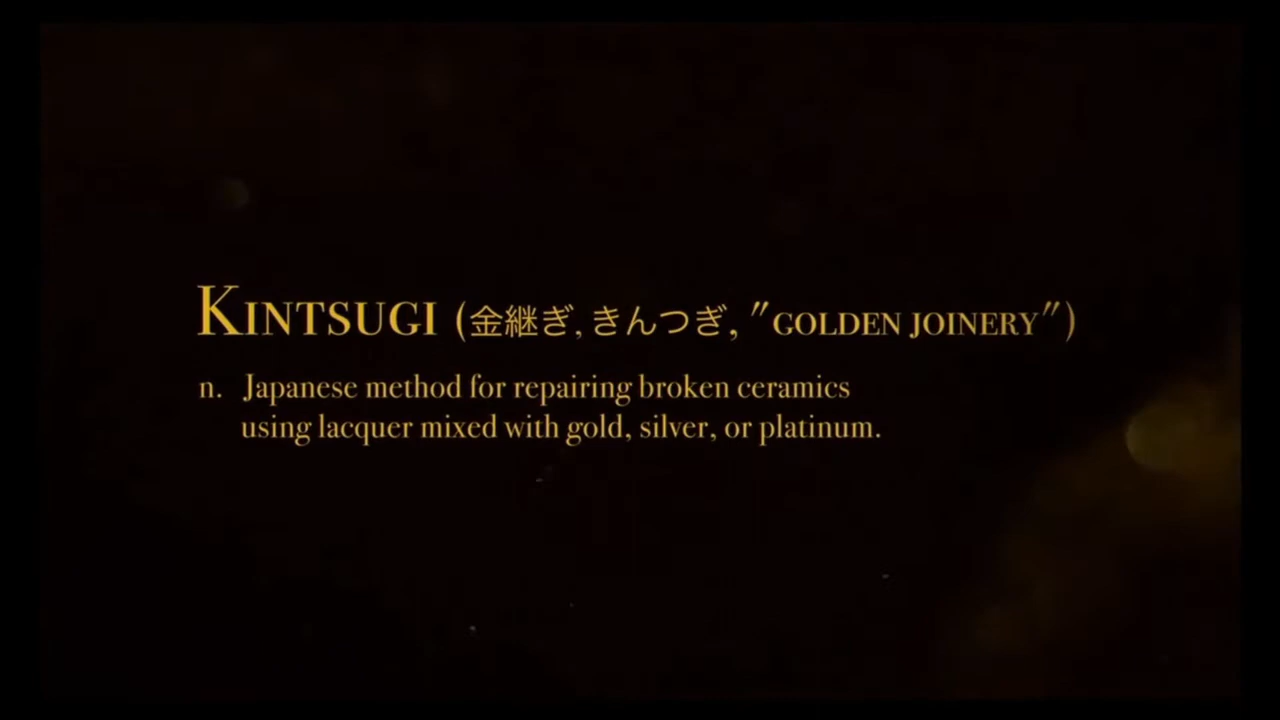 KINTSUGI (金継ぎ, きんつぎ, "GOLDEN JOINERY")
n. Japanese method for repairing broken ceramics
using lacquer mixed with gold, silver, or platinum.